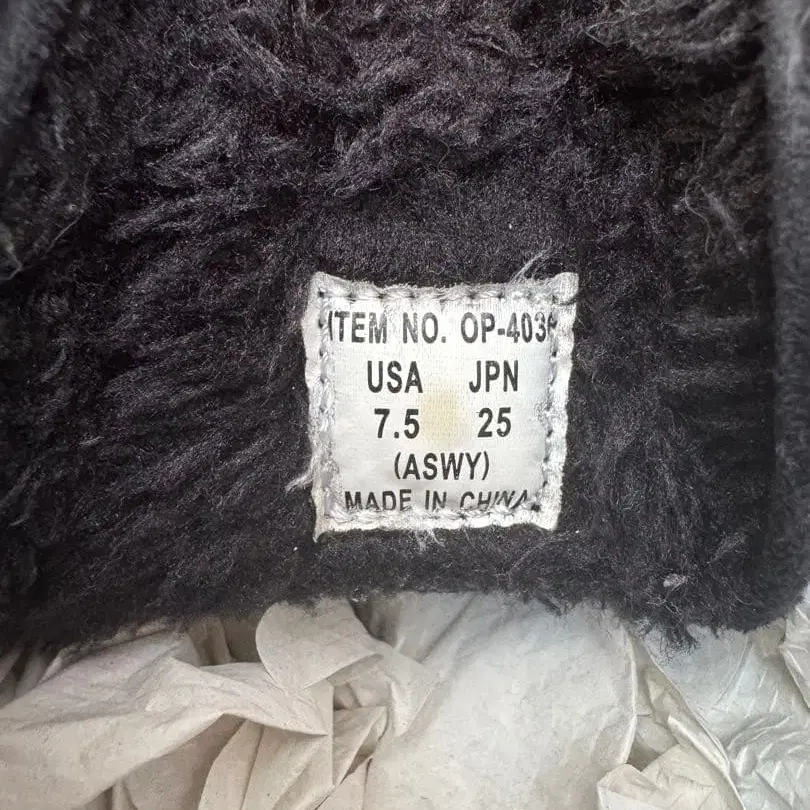 ITEM NO. OP-403
USA JPN
7.5 25
(ASWY)
MADE IN CHINA